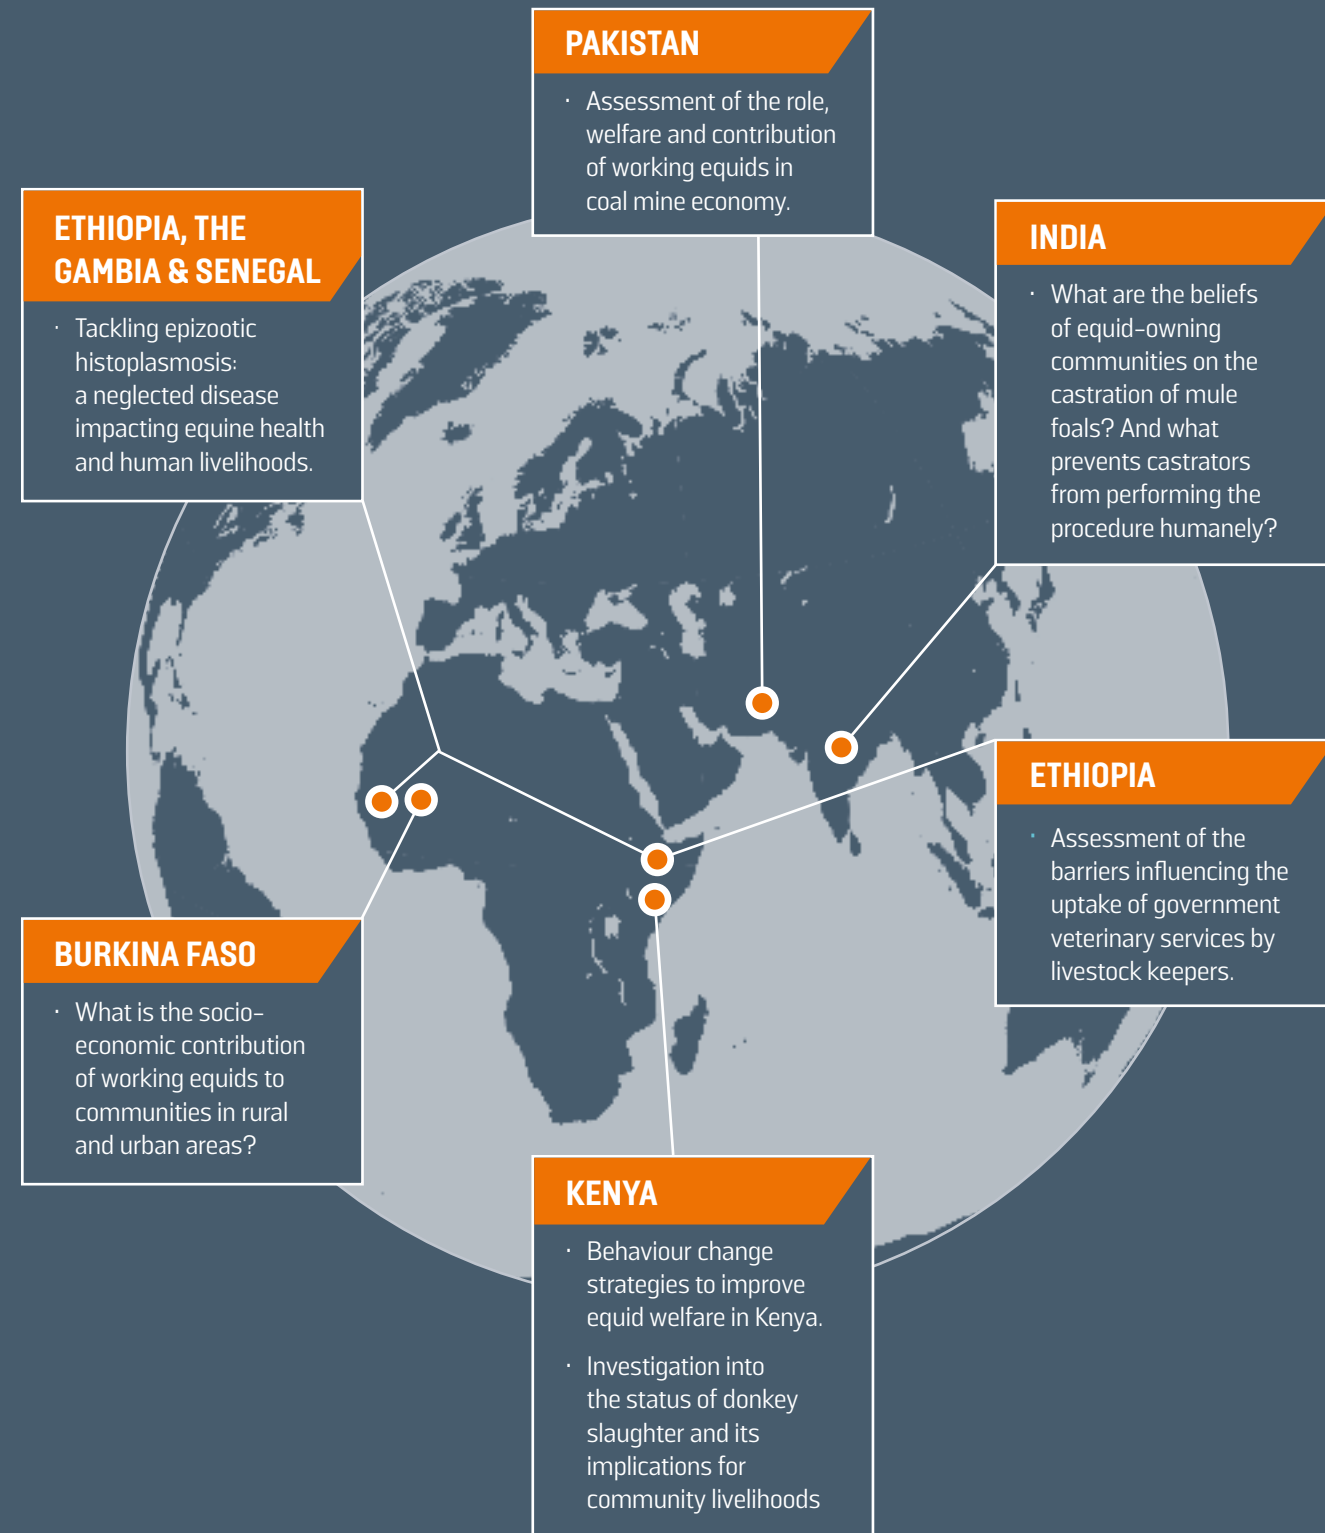 PAKISTAN
· Assessment of the role,
welfare and contribution
of working equids in
coal mine economy.
ETHIOPIA, THE
GAMBIA & SENEGAL
· Tackling epizootic
histoplasmosis:
a neglected disease
impacting equine health
and human livelihoods.
INDIA
· What are the beliefs
of equid-owning
communities on the
castration of mule
foals? And what
prevents castrators
from performing the
procedure humanely?
ETHIOPIA
· Assessment of the
barriers influencing the
uptake of government
veterinary services by
livestock keepers.
BURKINA FASO
· What is the socio-
economic contribution
of working equids to
communities in rural
and urban areas?
KENYA
· Behaviour change
strategies to improve
equid welfare in Kenya.
· Investigation into
the status of donkey
slaughter and its
implications for
community livelihoods